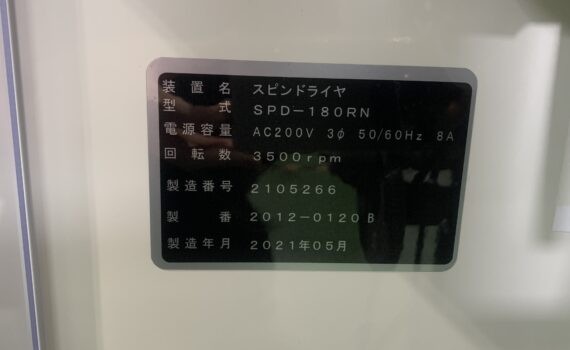 装置名 スピンドライヤ
型式 SPD-180RN
電源容量 AC200V 3φ 50/60Hz 8A
回転数 3500rpm
製造番号 2105266
製番 2012-0120B
製造年月 2021年05月